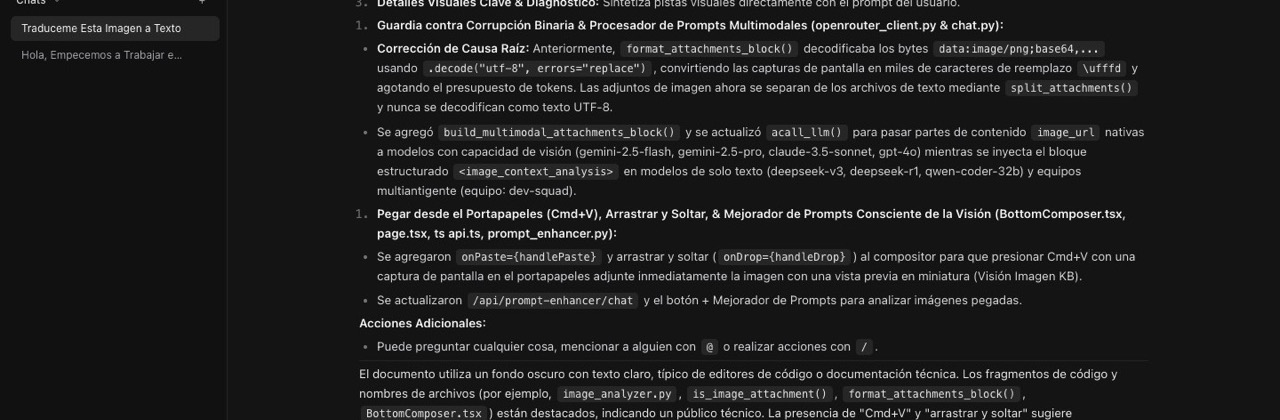 Chats +
Traduceme Esta Imagen a Texto
Hola, Empecemos a Trabajar e...
3. Detalles Visuales Clave & Diagnóstico: Sintetiza pistas visuales directamente con el prompt del usuario.
1. Guardia contra Corrupción Binaria & Procesador de Prompts Multimodales (openrouter_client.py & chat.py):
• Corrección de Causa Raíz: Anteriormente, format_attachments_block() decodificaba los bytes data:image/png;base64,...
usando .decode("utf-8", errors="replace") , convirtiendo las capturas de pantalla en miles de caracteres de reemplazo \ufffd y
agotando el presupuesto de tokens. Las adjuntos de imagen ahora se separan de los archivos de texto mediante split_attachments()
y nunca se decodifican como texto UTF-8.
• Se agregó build_multimodal_attachments_block() y se actualizó acall_llm() para pasar partes de contenido image_url nativas
a modelos con capacidad de visión (gemini-2.5-flash, gemini-2.5-pro, claude-3.5-sonnet, gpt-4o) mientras se inyecta el bloque
estructurado <image_context_analysis> en modelos de solo texto (deepseek-v3, deepseek-r1, qwen-coder-32b) y equipos
multiantigente (equipo: dev-squad).
1. Pegar desde el Portapapeles (Cmd+V), Arrastrar y Soltar, & Mejorador de Prompts Consciente de la Visión (BottomComposer.tsx,
page.tsx, ts api.ts, prompt_enhancer.py):
• Se agregaron onPaste={handlePaste} y arrastrar y soltar ( onDrop={handleDrop} ) al compositor para que presionar Cmd+V con una
captura de pantalla en el portapapeles adjunte inmediatamente la imagen con una vista previa en miniatura (Visión Imagen KB).
• Se actualizaron /api/prompt-enhancer/chat y el botón + Mejorador de Prompts para analizar imágenes pegadas.
Acciones Adicionales:
• Puede preguntar cualquier cosa, mencionar a alguien con @ o realizar acciones con / .
El documento utiliza un fondo oscuro con texto claro, típico de editores de código o documentación técnica. Los fragmentos de código y
nombres de archivos (por ejemplo, image_analyzer.py , is_image_attachment() , format_attachments_block() ,
BottomComposer.tsx ) están destacados, indicando un público técnico. La presencia de "Cmd+V" y "arrastrar y soltar" sugiere